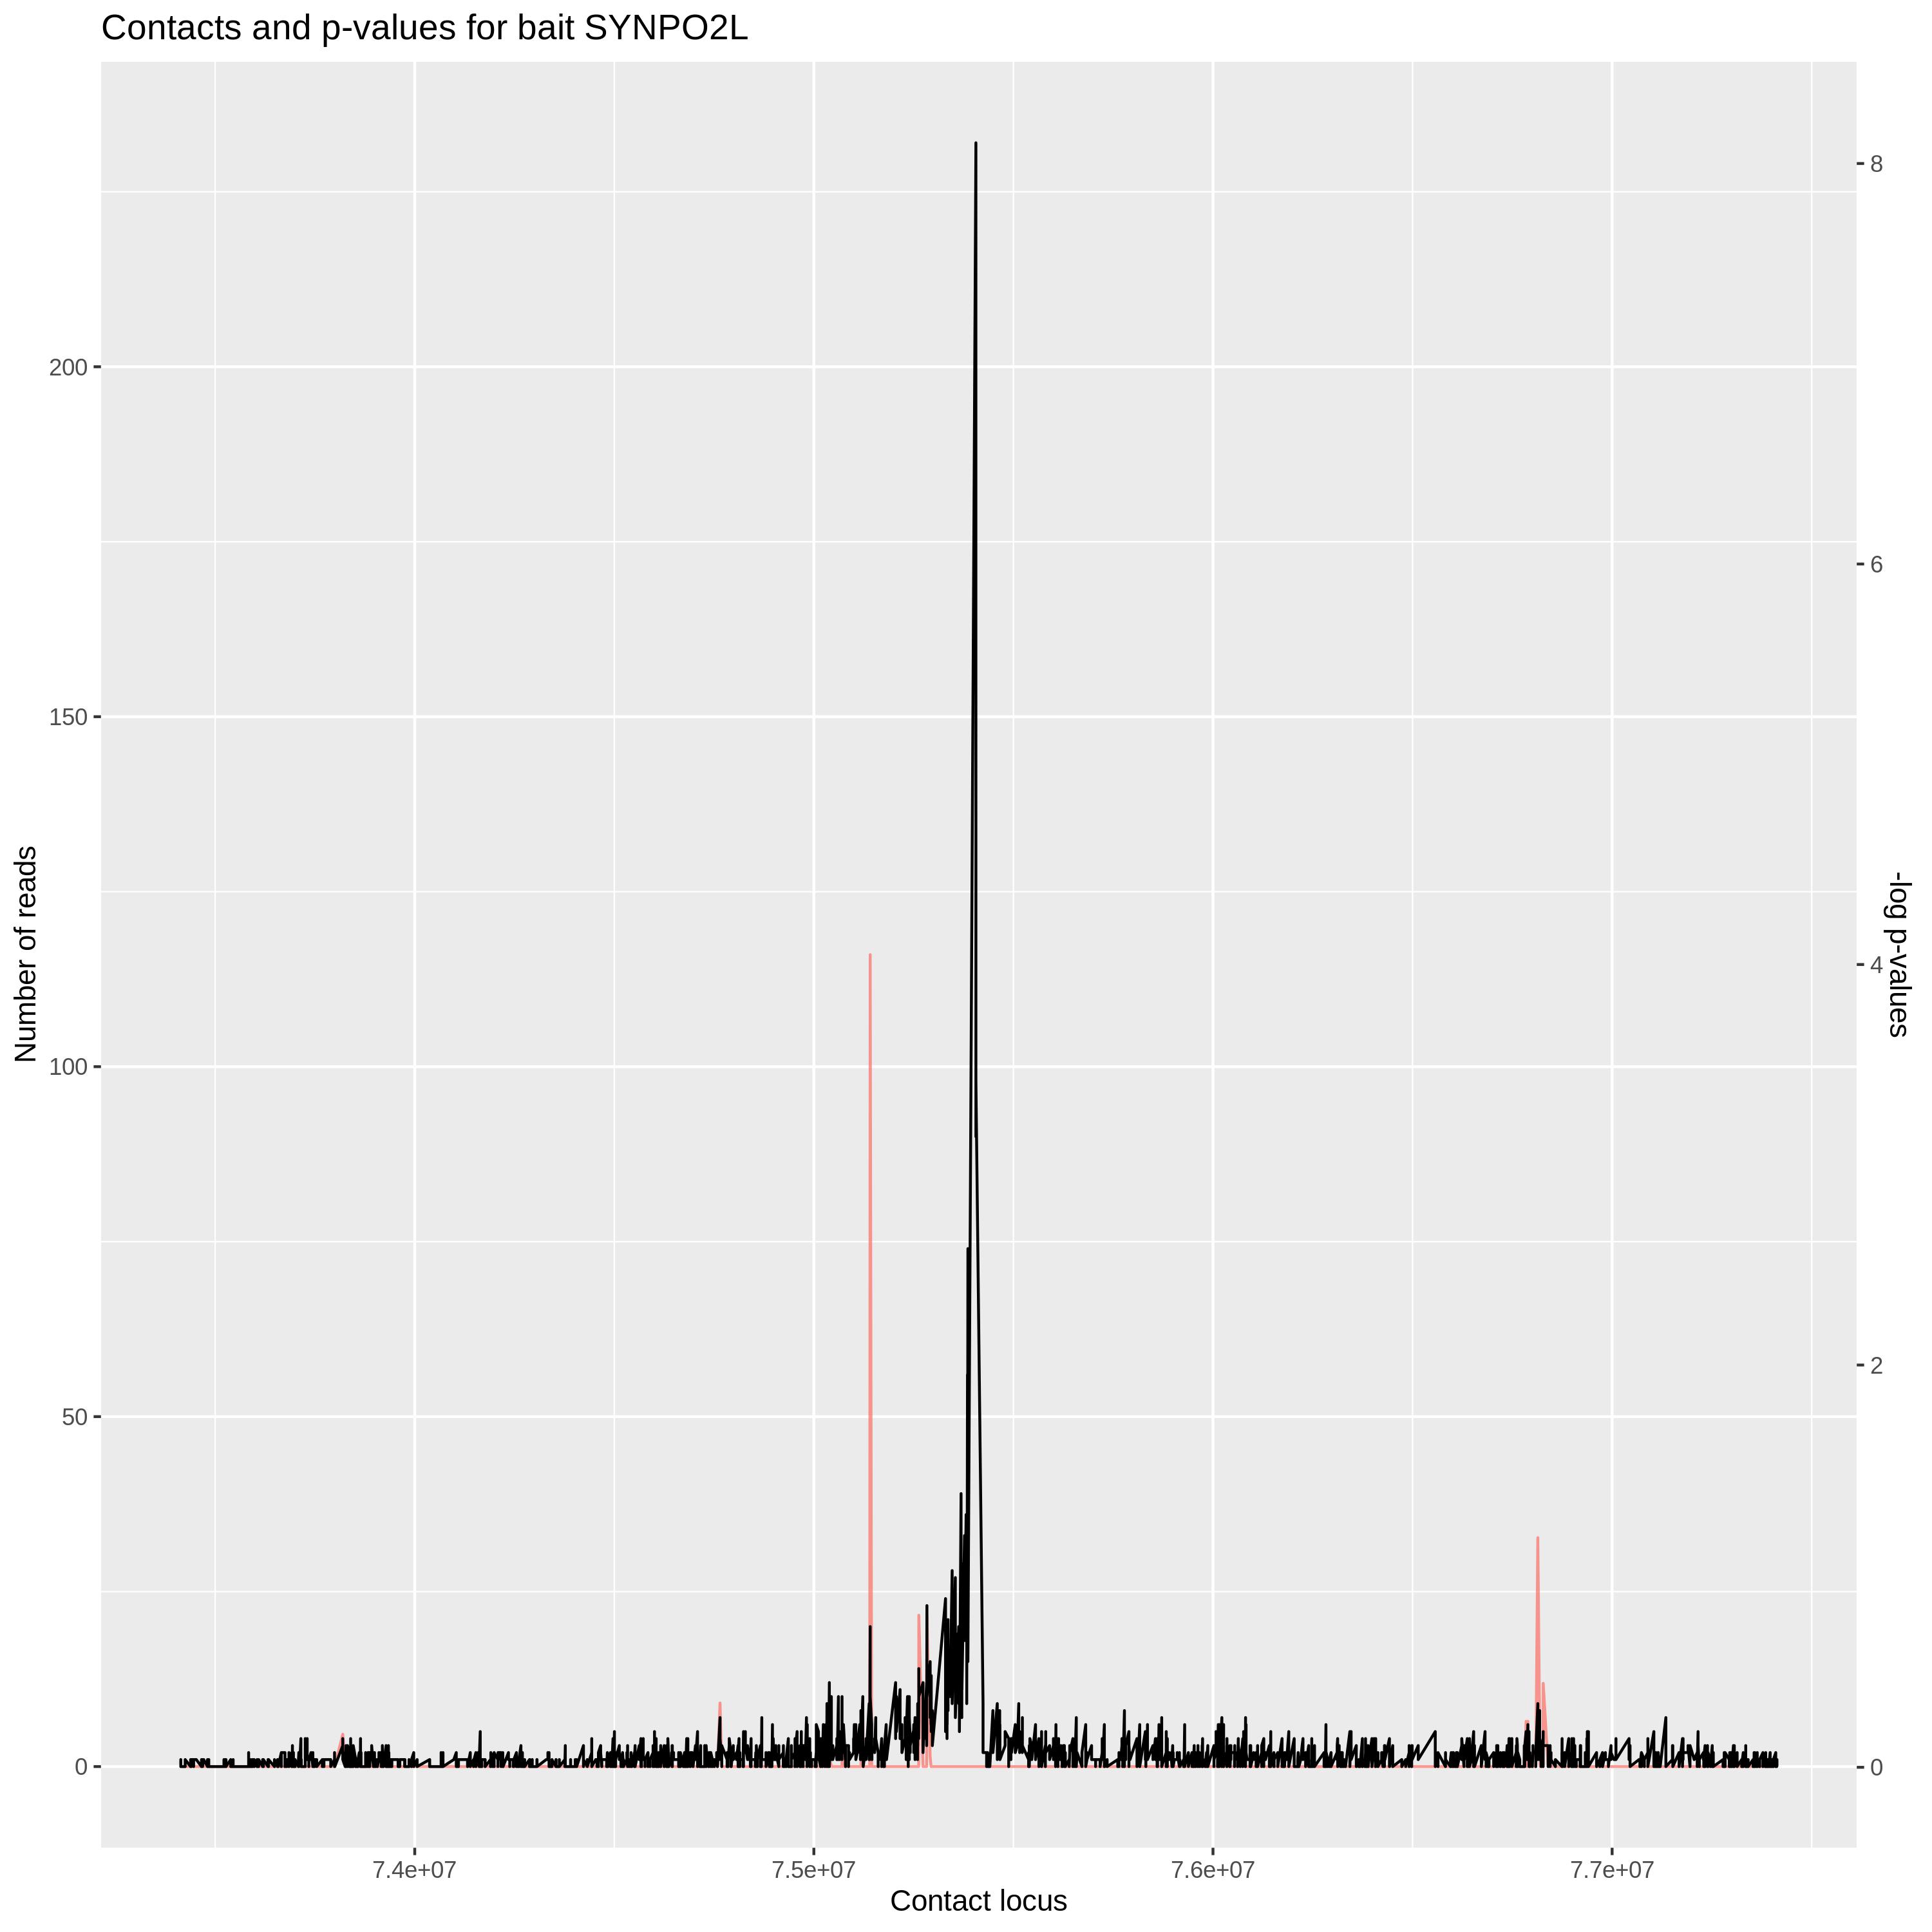 Contacts and p-values for bait SYNPO2L
Number of reads
200
150
100
50
0
8
6
4
2
0
-log p-values
7.4e+07 7.5e+07 7.6e+07 7.7e+07
Contact locus